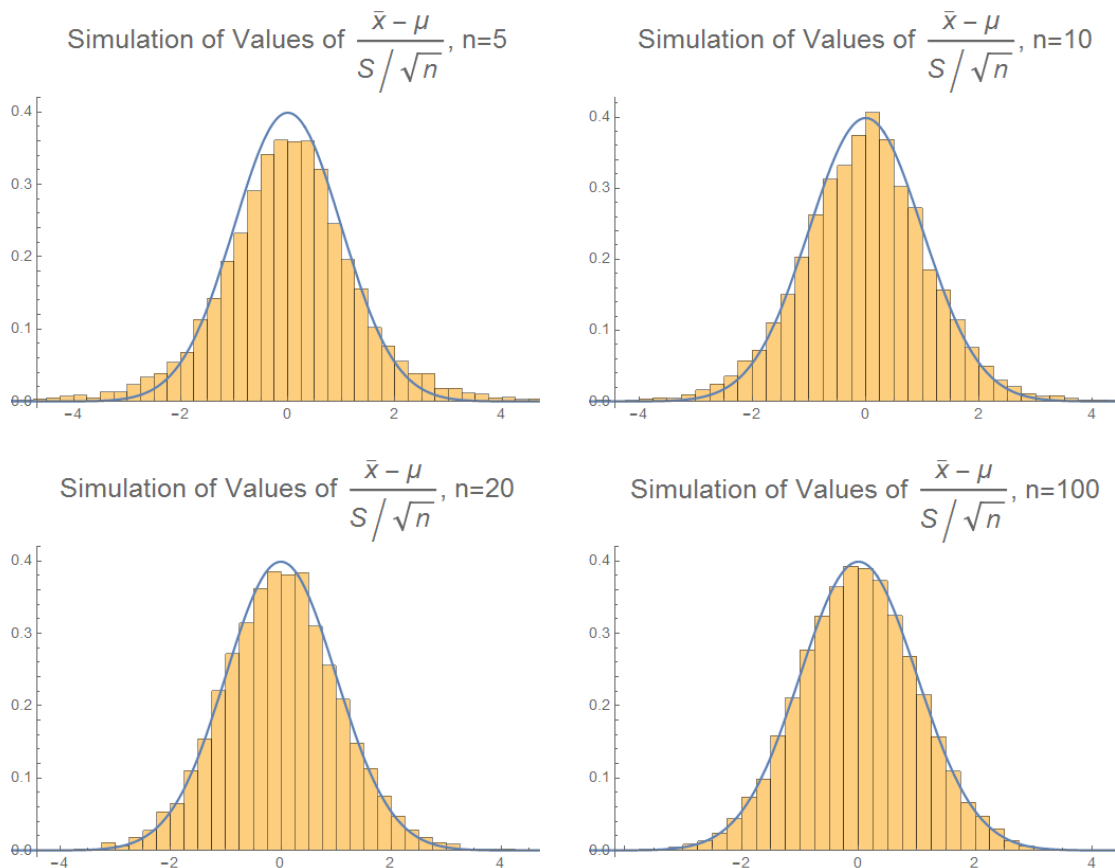 Simulation of Values of x̄ − μ / S/√n, n=5
0.4
0.3
0.2
0.1
0.0
−4 −2 0 2 4
Simulation of Values of x̄ − μ / S/√n, n=10
0.4
0.3
0.2
0.1
0.0
−4 −2 0 2 4
Simulation of Values of x̄ − μ / S/√n, n=20
0.4
0.3
0.2
0.1
0.0
−4 −2 0 2 4
Simulation of Values of x̄ − μ / S/√n, n=100
0.4
0.3
0.2
0.1
0.0
−4 −2 0 2 4